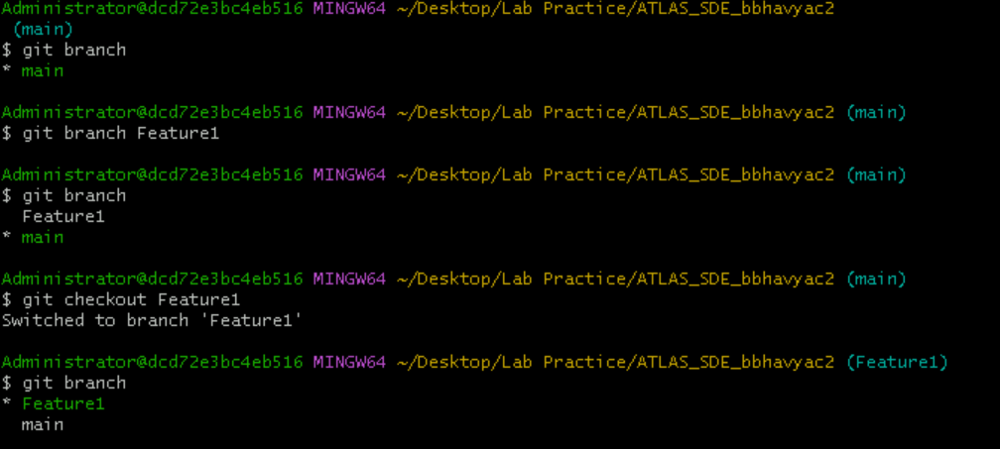 Administrator@dcd72e3bc4eb516 MINGW64 ~/Desktop/Lab Practice/ATLAS_SDE_bbhavyac2
(main)
$ git branch
* main
Administrator@dcd72e3bc4eb516 MINGW64 ~/Desktop/Lab Practice/ATLAS_SDE_bbhavyac2 (main)
$ git branch Feature1
Administrator@dcd72e3bc4eb516 MINGW64 ~/Desktop/Lab Practice/ATLAS_SDE_bbhavyac2 (main)
$ git branch
Feature1
* main
Administrator@dcd72e3bc4eb516 MINGW64 ~/Desktop/Lab Practice/ATLAS_SDE_bbhavyac2 (main)
$ git checkout Feature1
Switched to branch 'Feature1'
Administrator@dcd72e3bc4eb516 MINGW64 ~/Desktop/Lab Practice/ATLAS_SDE_bbhavyac2 (Feature1)
$ git branch
* Feature1
main